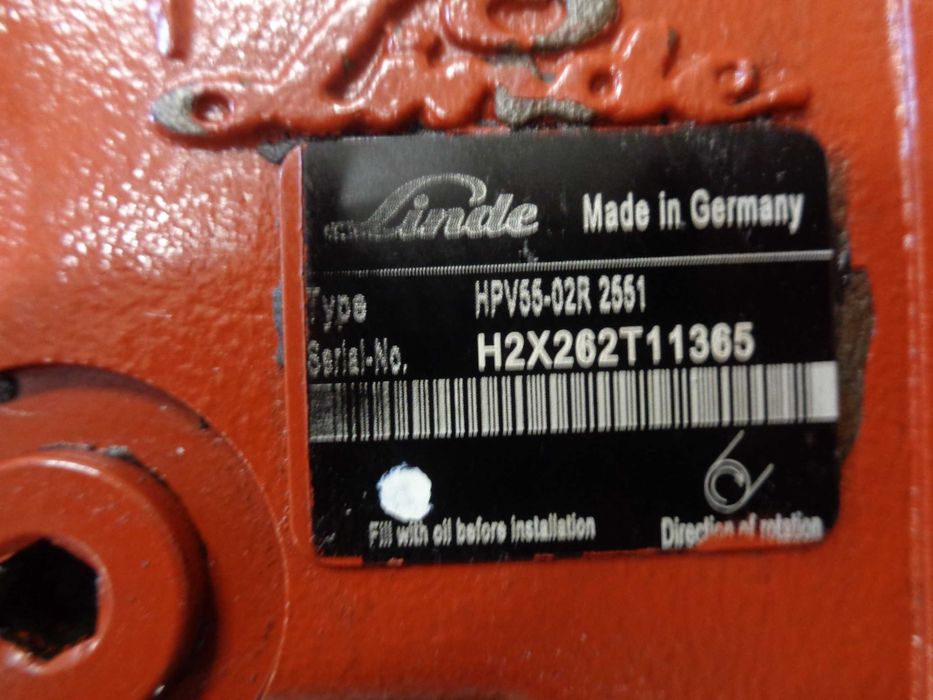 Linde
Linde Made in Germany
Type HPV55-02R 2551
Serial-No. H2X262T11365
Fill with oil before installation Direction of rotation